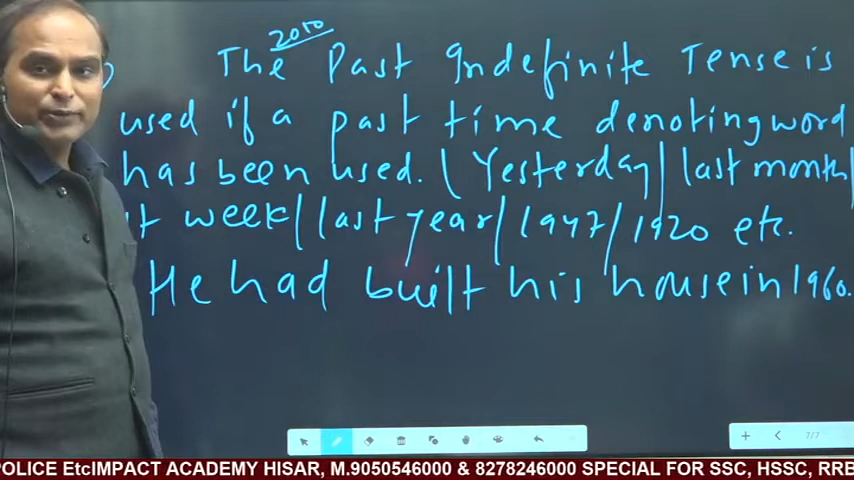 2010
The Past Indefinite Tense is
used if a past time denoting word
has been used. ( Yesterday / last month /
week / last year / 1947 / 1920 etc.
He had built his house in 1960.
7/7
POLICE EtcIMPACT ACADEMY HISAR, M.9050546000 & 8278246000 SPECIAL FOR SSC, HSSC, RRB